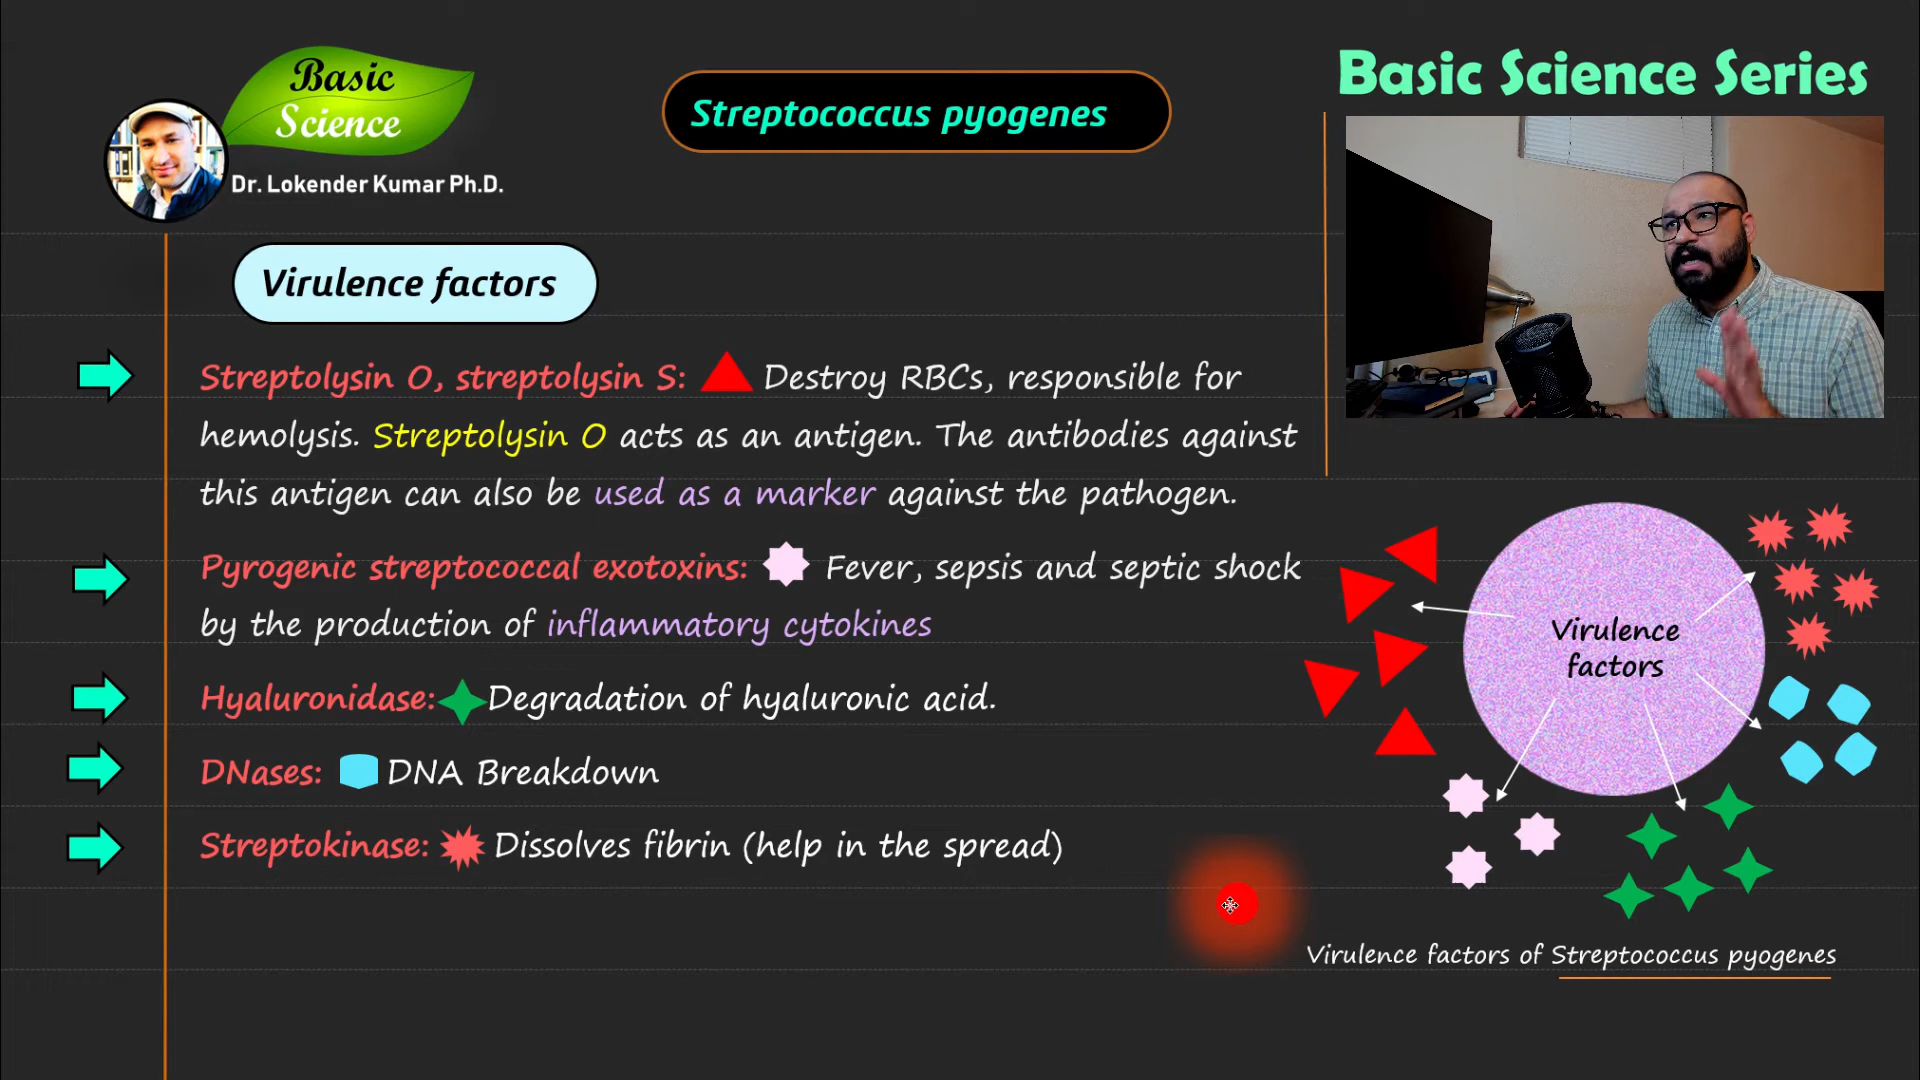 Basic
Science
Dr. Lokender Kumar Ph.D.
Streptococcus pyogenes
Basic Science Series
Virulence factors
Streptolysin O, streptolysin S: Destroy RBCs, responsible for
hemolysis. Streptolysin O acts as an antigen. The antibodies against
this antigen can also be used as a marker against the pathogen.
Pyrogenic streptococcal exotoxins: Fever, sepsis and septic shock
by the production of inflammatory cytokines
Hyaluronidase: Degradation of hyaluronic acid.
DNases: DNA Breakdown
Streptokinase: Dissolves fibrin (help in the spread)
Virulence
factors
Virulence factors of Streptococcus pyogenes